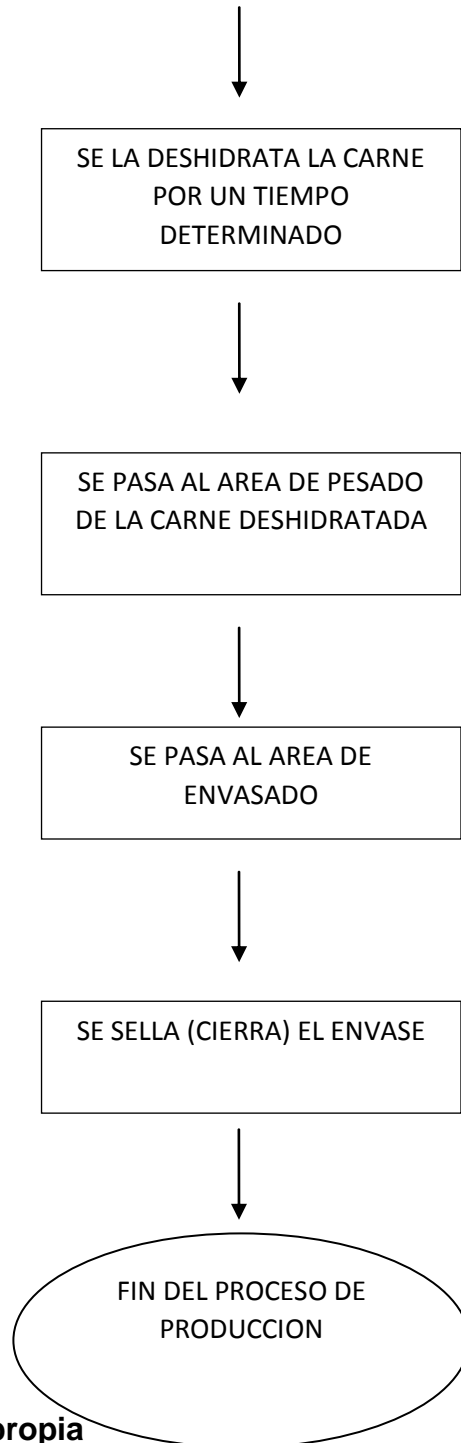 SE LA DESHIDRATA LA CARNE
POR UN TIEMPO
DETERMINADO
SE PASA AL AREA DE PESADO
DE LA CARNE DESHIDRATADA
SE PASA AL AREA DE
ENVASADO
SE SELLA (CIERRA) EL ENVASE
FIN DEL PROCESO DE
PRODUCCION
propia